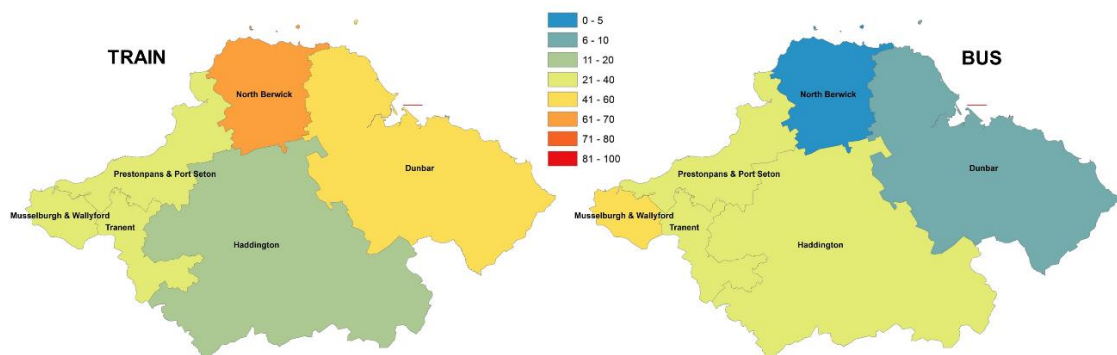 TRAIN
North Berwick
Dunbar
Prestonpans & Port Seton
Musselburgh & Wallyford
Tranent
Haddington
0 - 5
6 - 10
11 - 20
21 - 40
41 - 60
61 - 70
71 - 80
81 - 100
BUS
North Berwick
Dunbar
Prestonpans & Port Seton
Musselburgh & Wallyford
Tranent
Haddington